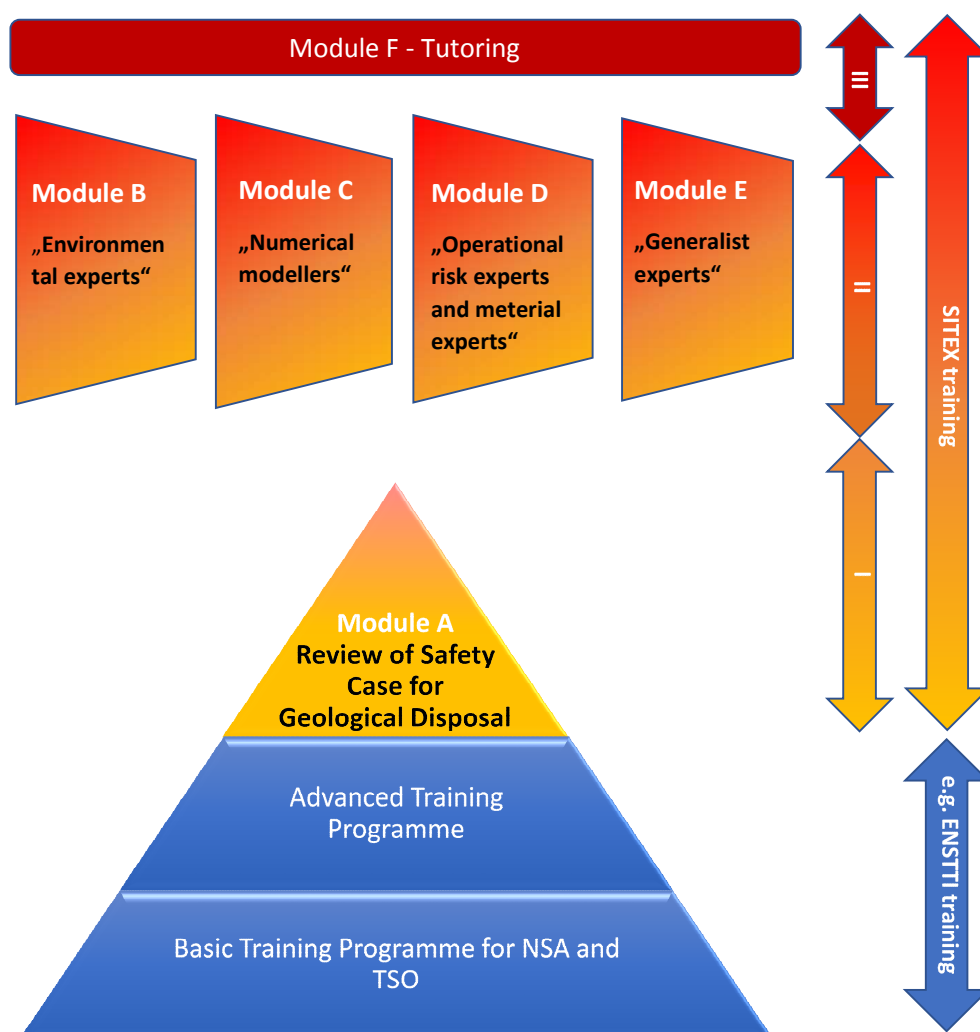 Module F - Tutoring
Module B
„Environmen
tal experts“
Module C
„Numerical
modellers“
Module D
„Operational
risk experts
and meterial
experts“
Module E
„Generalist
experts“
III
II
I
SITEX training
e.g. ENSTTI training
Module A
Review of Safety
Case for
Geological Disposal
Advanced Training
Programme
Basic Training Programme for NSA and
TSO